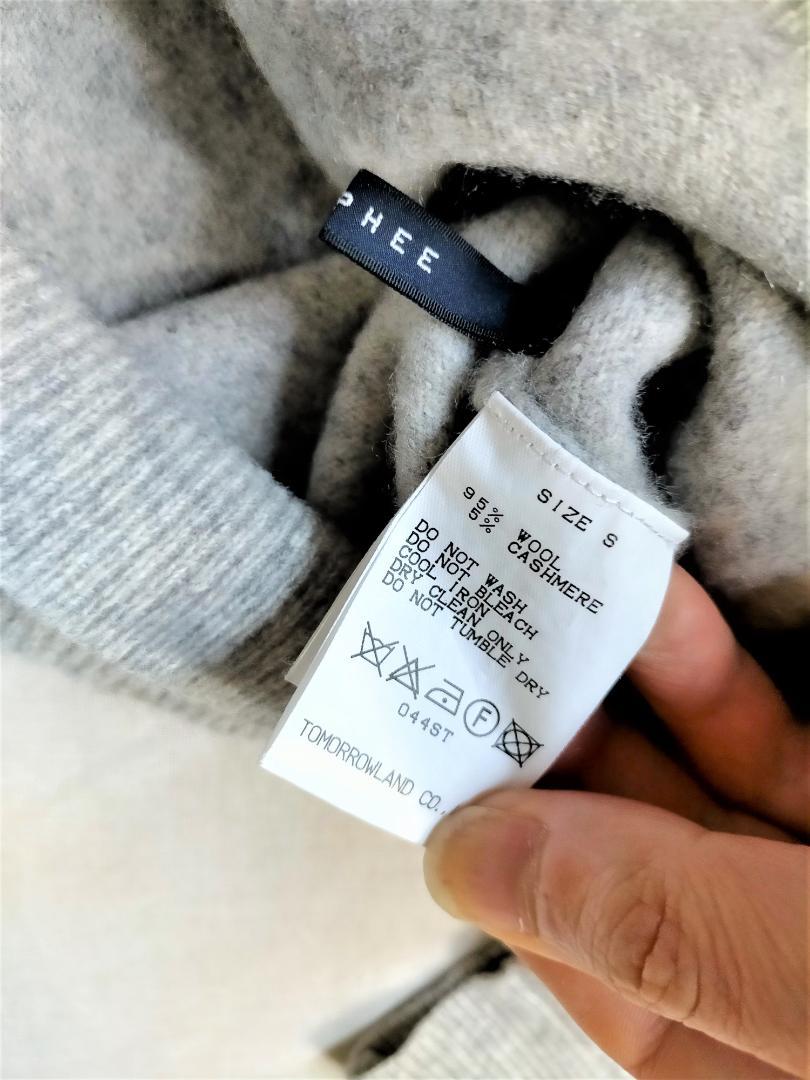 PHEE
SIZE S
95% WOOL
5% CASHMERE
DO NOT WASH
DO NOT BLEACH
COOL IRON
DRY CLEAN ONLY
DO NOT TUMBLE DRY
F
044ST
TOMORROWLAND CO.,